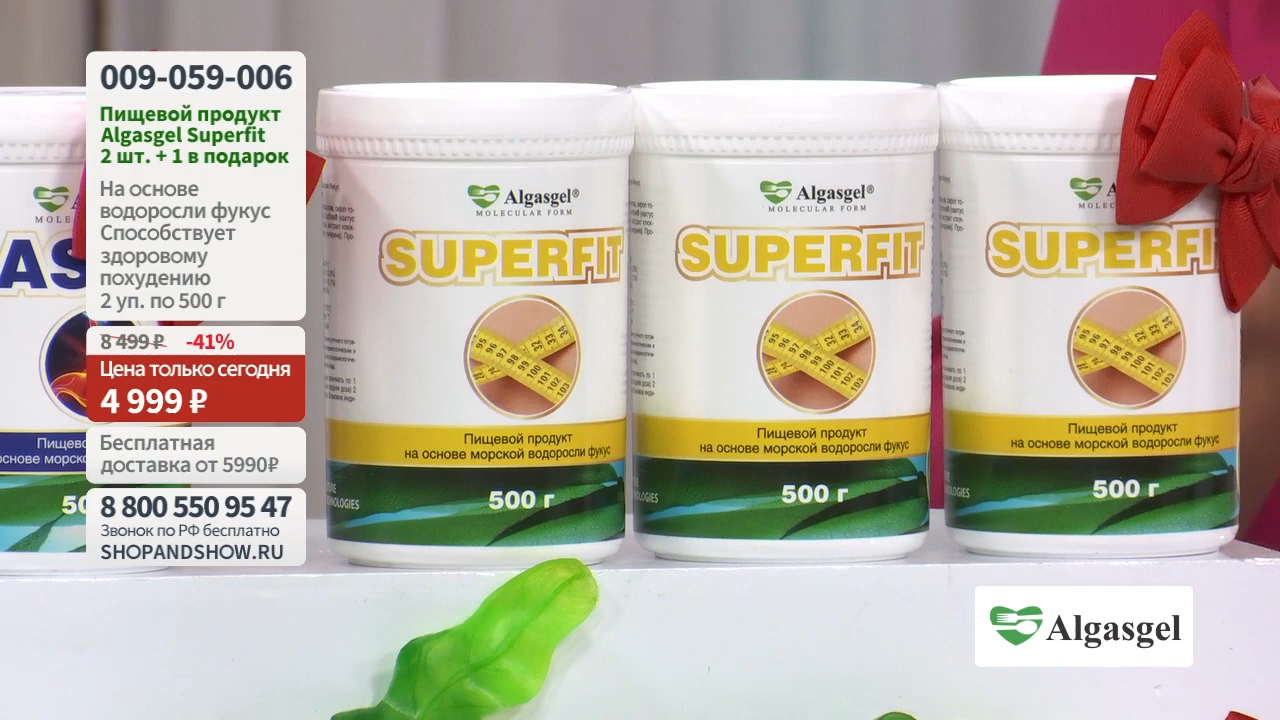 009-059-006
Пищевой продукт
Algasgel Superfit
2 шт. + 1 в подарок
На основе
водоросли фукус
Способствует
здоровому
похудению
2 уп. по 500 г
8 499 ₽ -41%
Цена только сегодня
4 999 ₽
Бесплатная
доставка от 5990₽
8 800 550 95 47
Звонок по РФ бесплатно
SHOPANDSHOW.RU
Algasgel®
MOLECULAR FORM
SUPERFIT
Пищевой продукт
на основе морской водоросли фукус
500 г
Algasgel®
MOLECULAR FORM
SUPERFIT
Пищевой продукт
на основе морской водоросли фукус
500 г
MOLECULAR
SUPERFI
Пищевой продукт
на основе морской водоросли фукус
500 г
Algasgel